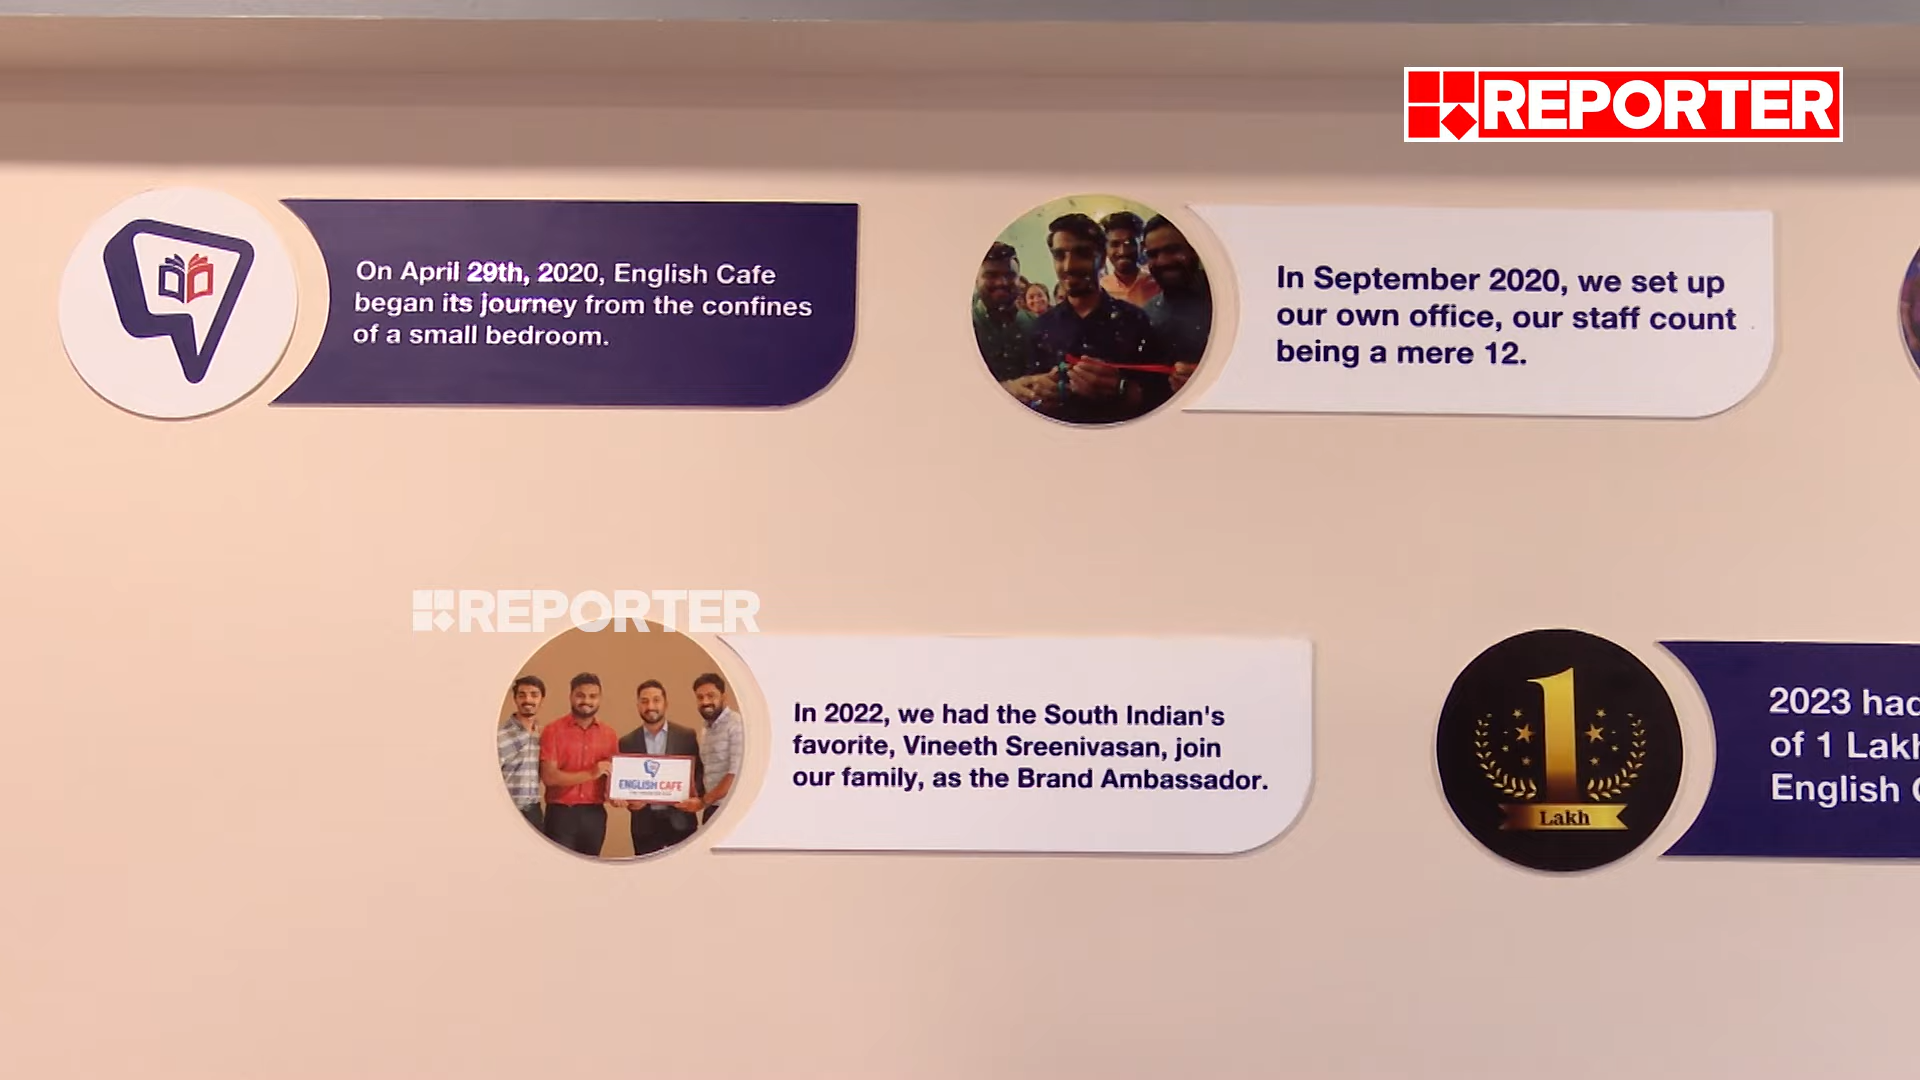 REPORTER
On April 29th, 2020, English Cafe
began its journey from the confines
of a small bedroom.
In September 2020, we set up
our own office, our staff count
being a mere 12.
REPORTER
ENGLISH CAFE
In 2022, we had the South Indian's
favorite, Vineeth Sreenivasan, join
our family, as the Brand Ambassador.
1
Lakh
2023 had
of 1 Lakh
English